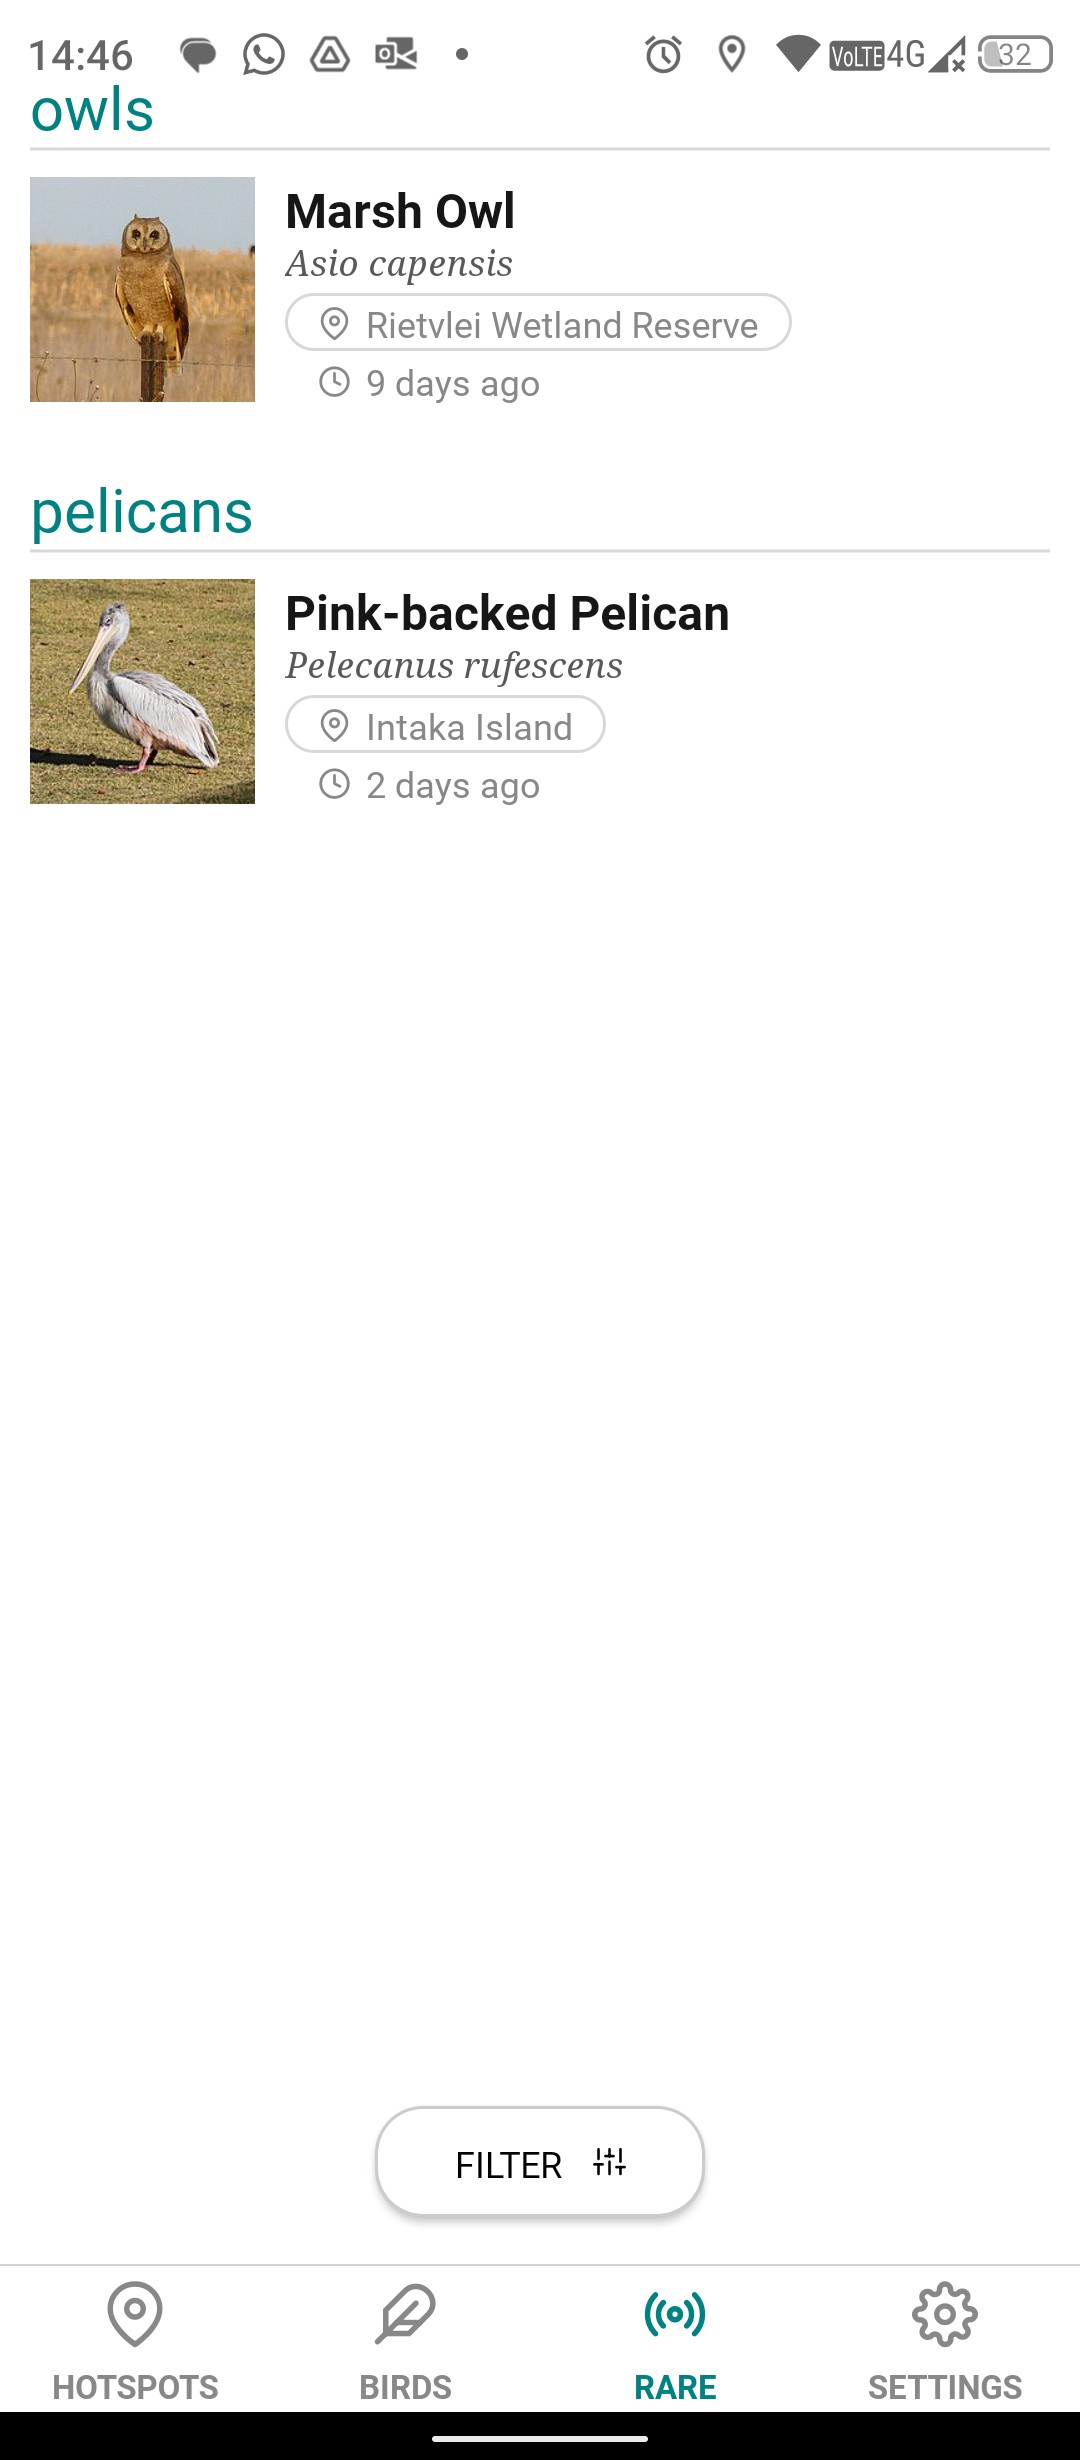 14:46 VoLTE 4G 32
owls
Marsh Owl
Asio capensis
Rietvlei Wetland Reserve
9 days ago
pelicans
Pink-backed Pelican
Pelecanus rufescens
Intaka Island
2 days ago
FILTER
HOTSPOTS BIRDS RARE SETTINGS